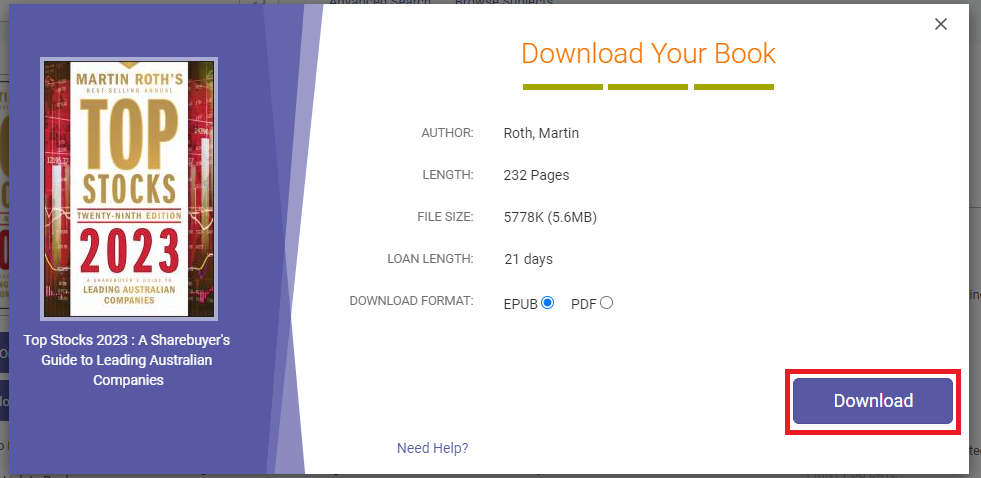 Advanced Search Browse Subjects
Download Your Book
MARTIN ROTH'S
BEST-SELLING ANNUAL
TOP
STOCKS
TWENTY-NINTH EDITION
2023
A SHAREBUYER'S GUIDE TO
LEADING AUSTRALIAN
COMPANIES
Top Stocks 2023 : A Sharebuyer's
Guide to Leading Australian
Companies
AUTHOR: Roth, Martin
LENGTH: 232 Pages
FILE SIZE: 5778K (5.6MB)
LOAN LENGTH: 21 days
DOWNLOAD FORMAT: EPUB PDF
Download
Need Help?